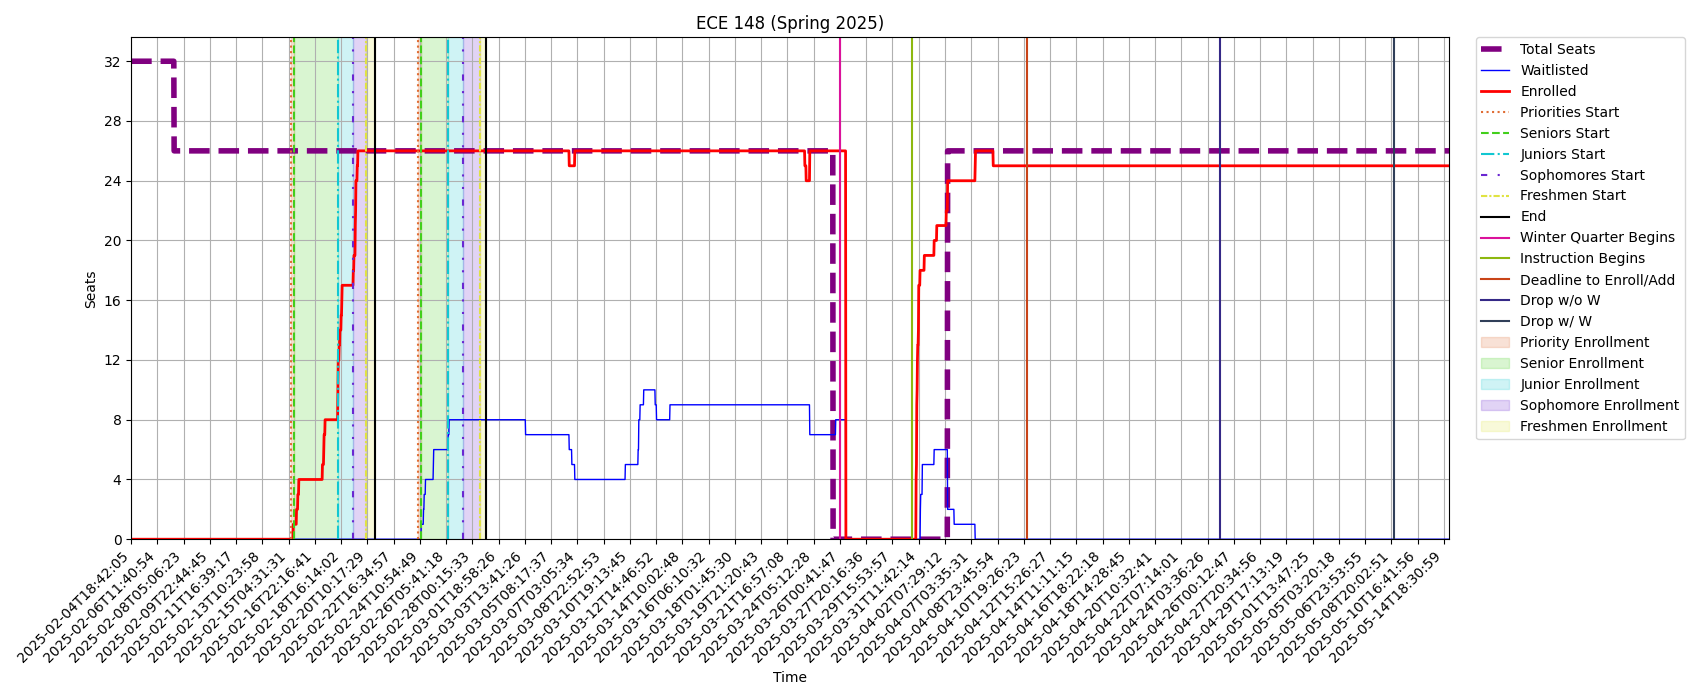 ECE 148 (Spring 2025)
Seats
32
28
24
20
16
12
8
4
0
2025-02-04T18:42:05
2025-02-06T11:40:54
2025-02-08T05:06:23
2025-02-09T22:44:45
2025-02-11T16:39:17
2025-02-13T10:23:58
2025-02-15T04:31:31
2025-02-16T22:16:41
2025-02-18T16:14:02
2025-02-20T10:17:29
2025-02-22T16:34:57
2025-02-24T10:54:49
2025-02-26T05:41:18
2025-02-28T00:15:33
2025-03-01T18:58:26
2025-03-03T13:41:26
2025-03-05T08:17:37
2025-03-07T03:05:34
2025-03-08T22:52:53
2025-03-10T19:13:45
2025-03-12T14:46:52
2025-03-14T10:02:48
2025-03-16T06:10:32
2025-03-18T01:45:30
2025-03-19T21:20:43
2025-03-21T16:57:08
2025-03-24T05:12:28
2025-03-26T00:41:47
2025-03-27T20:16:36
2025-03-29T15:53:57
2025-03-31T11:42:14
2025-04-02T07:29:12
2025-04-07T03:35:31
2025-04-08T23:45:54
2025-04-10T19:26:23
2025-04-12T15:26:27
2025-04-14T11:11:15
2025-04-16T18:22:18
2025-04-18T14:28:45
2025-04-20T10:32:41
2025-04-22T07:14:01
2025-04-24T03:36:26
2025-04-26T00:12:47
2025-04-27T20:34:56
2025-04-29T17:13:19
2025-05-01T13:47:25
2025-05-05T03:20:18
2025-05-06T23:53:55
2025-05-08T20:02:51
2025-05-10T16:41:56
2025-05-14T18:30:59
Time
Total Seats
Waitlisted
Enrolled
Priorities Start
Seniors Start
Juniors Start
Sophomores Start
Freshmen Start
End
Winter Quarter Begins
Instruction Begins
Deadline to Enroll/Add
Drop w/o W
Drop w/ W
Priority Enrollment
Senior Enrollment
Junior Enrollment
Sophomore Enrollment
Freshmen Enrollment